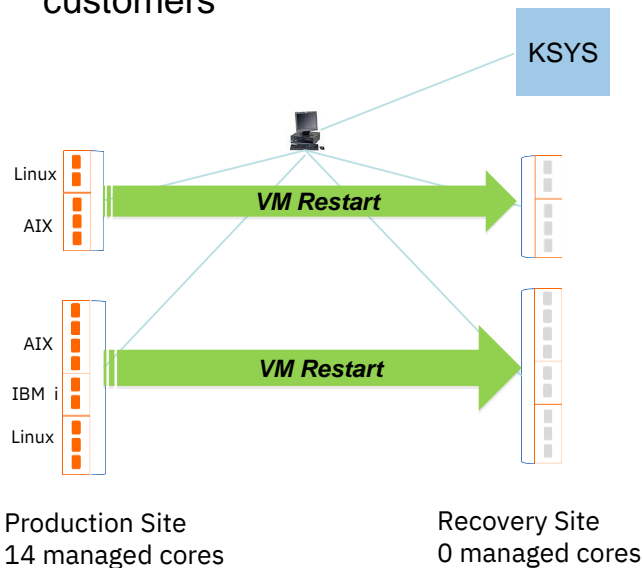 customers
KSYS
Linux
VM Restart
AIX
AIX
VM Restart
IBM i
Linux
Production Site
14 managed cores
Recovery Site
0 managed cores